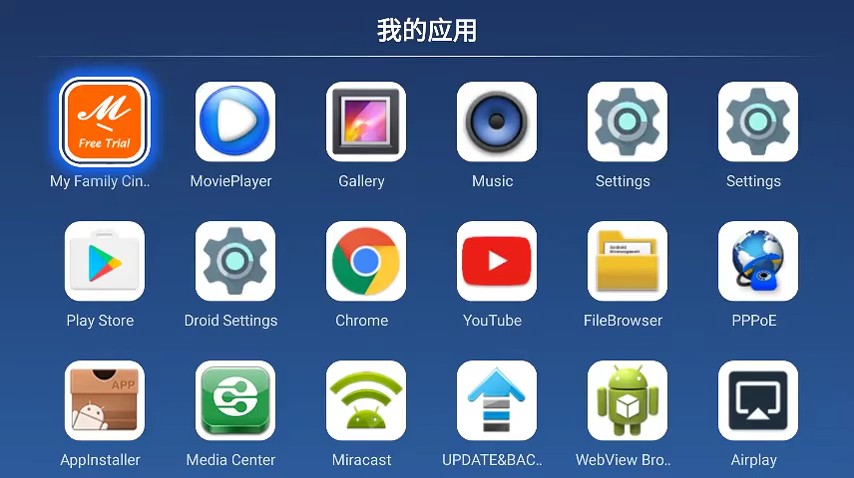 我的应用
M
Free Trial
My Family Cin..
MoviePlayer
Gallery
Music
Settings
Settings
Play Store
Droid Settings
Chrome
YouTube
FileBrowser
PPPoE
APP
AppInstaller
Media Center
Miracast
UPDATE&BAC..
WebView Bro..
Airplay